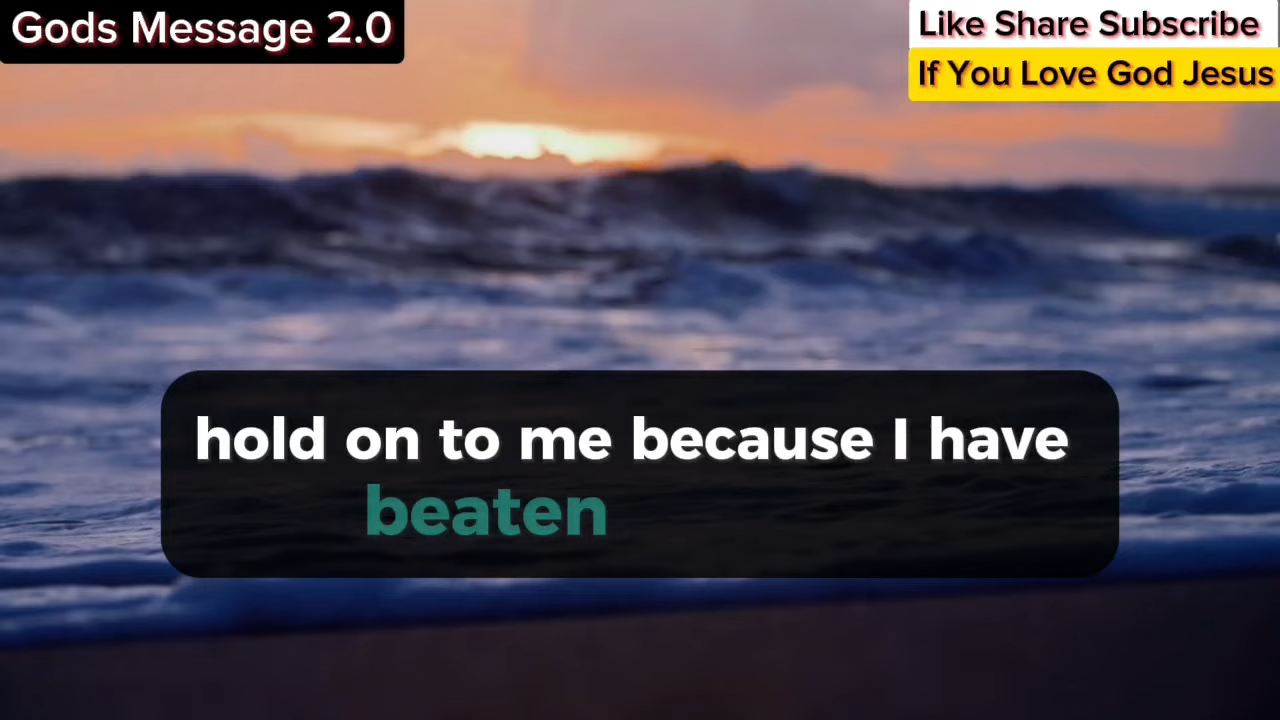 Gods Message 2.0
Like Share Subscribe
If You Love God Jesus
hold on to me because I have
beaten